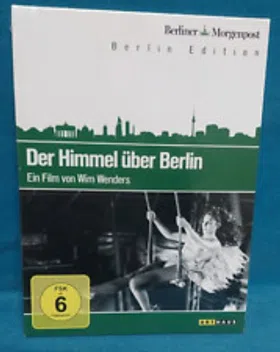 Berliner Morgenpost
Berlin Edition
Der Himmel über Berlin
Ein Film von Wim Wenders
FSK
6
ARTHAUS